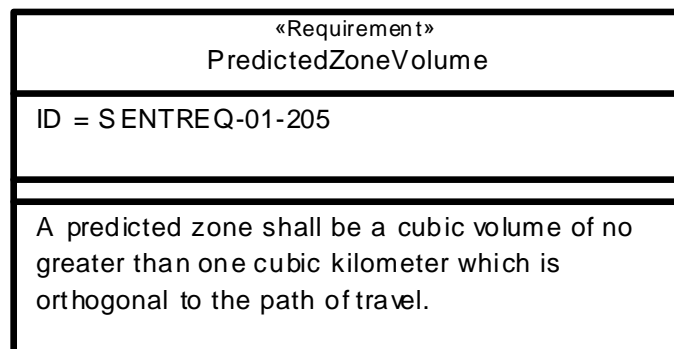 «Requirement»
PredictedZoneVolume
ID = SENTREQ-01-205
A predicted zone shall be a cubic volume of no
greater than one cubic kilometer which is
orthogonal to the path of travel.